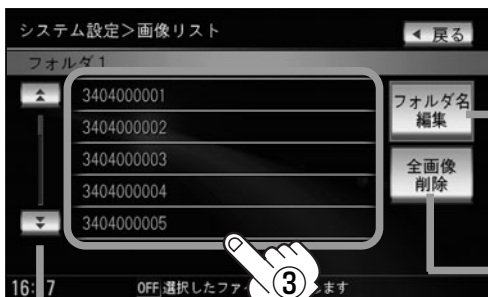 システム設定＞画像リスト
◀ 戻る
フォルダ1
3404000001
3404000002
3404000003
3404000004
3404000005
フォルダ名
編集
全画像
削除
③
16: 7
OFF 選択したファ ます